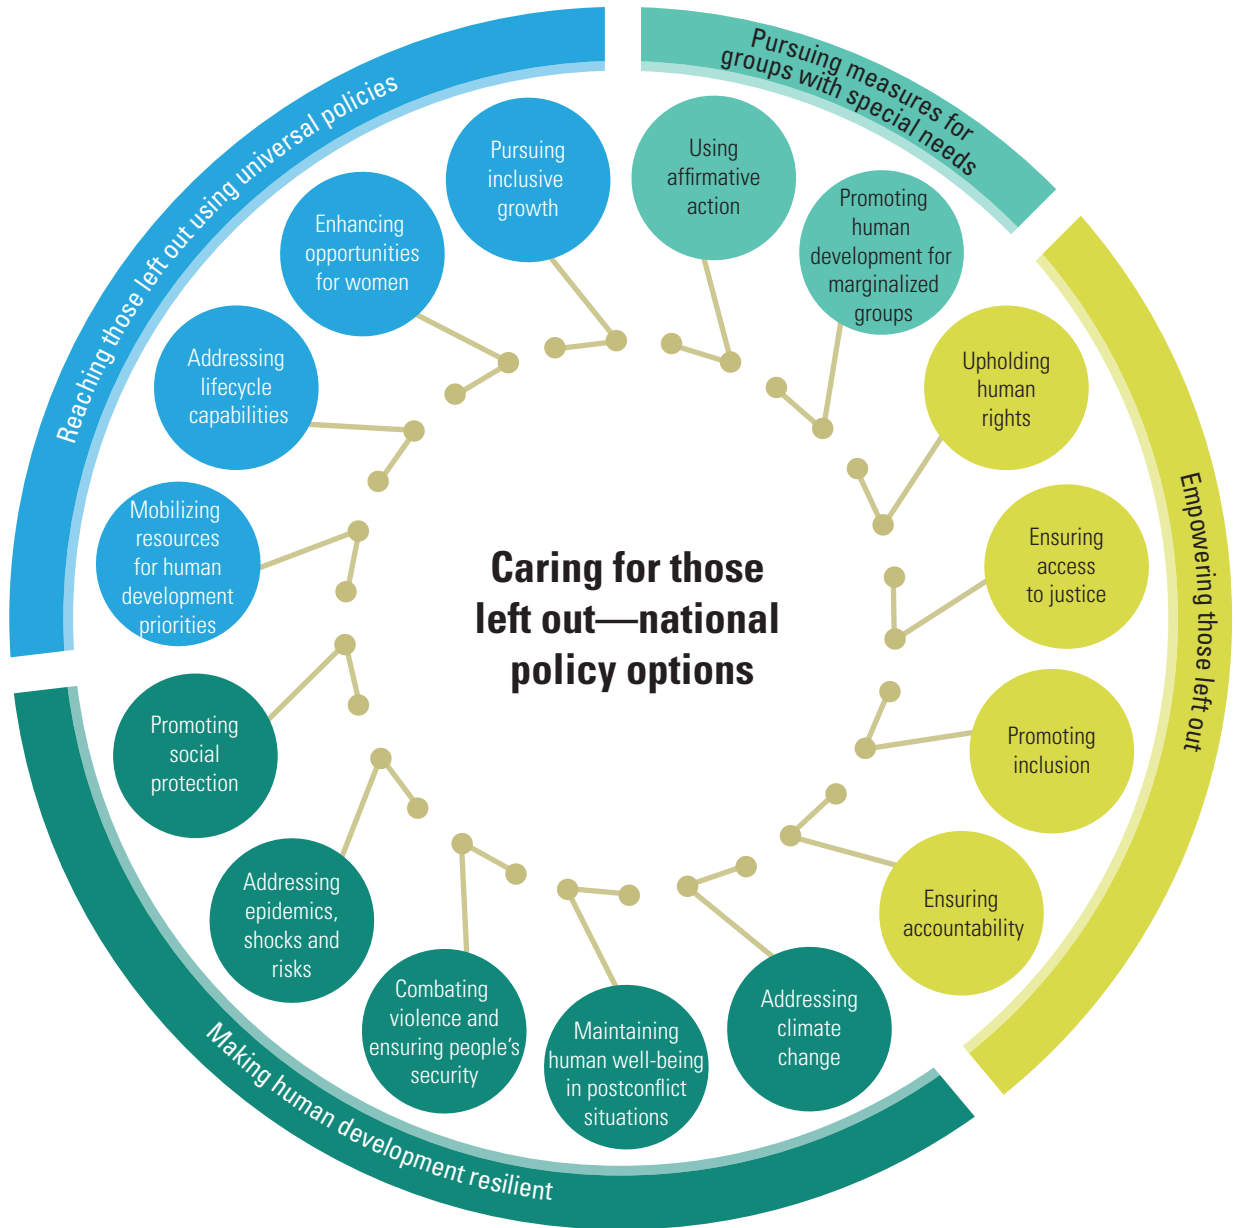 Caring for those
left out—national
policy options
Reaching those left out using universal policies
Mobilizing
resources
for human
development
priorities
Addressing
lifecycle
capabilities
Enhancing
opportunities
for women
Pursuing
inclusive
growth
Pursuing measures for
groups with special needs
Using
affirmative
action
Promoting
human
development for
marginalized
groups
Empowering those left out
Upholding
human
rights
Ensuring
access
to justice
Promoting
inclusion
Ensuring
accountability
Making human development resilient
Addressing
climate
change
Maintaining
human well-being
in postconflict
situations
Combating
violence and
ensuring people's
security
Addressing
epidemics,
shocks and
risks
Promoting
social
protection